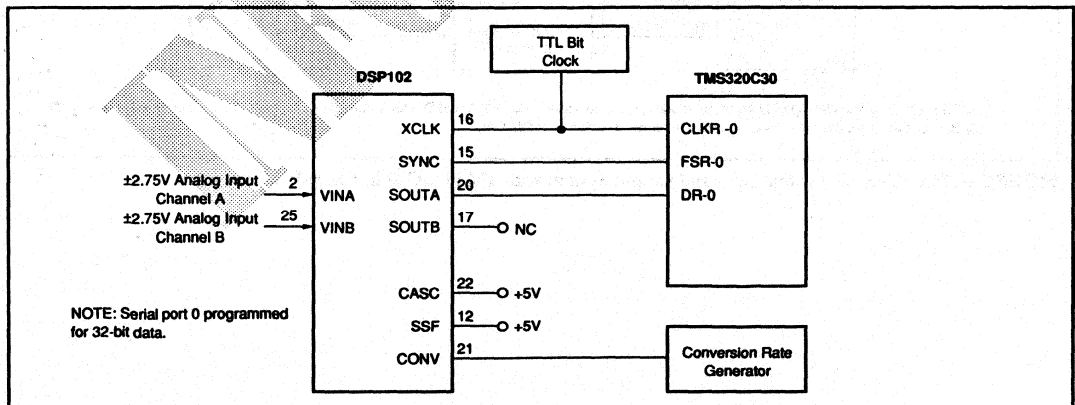 TTL Bit
Clock
DSP102
TMS320C30
XCLK
16
CLKR -0
SYNC
15
FSR-0
±2.75V Analog Input
Channel A
2
VINA
SOUTA
20
DR-0
±2.75V Analog Input
Channel B
25
VINB
SOUTB
17
NC
CASC
22
+5V
NOTE: Serial port 0 programmed
for 32-bit data.
SSF
12
+5V
CONV
21
Conversion Rate
Generator